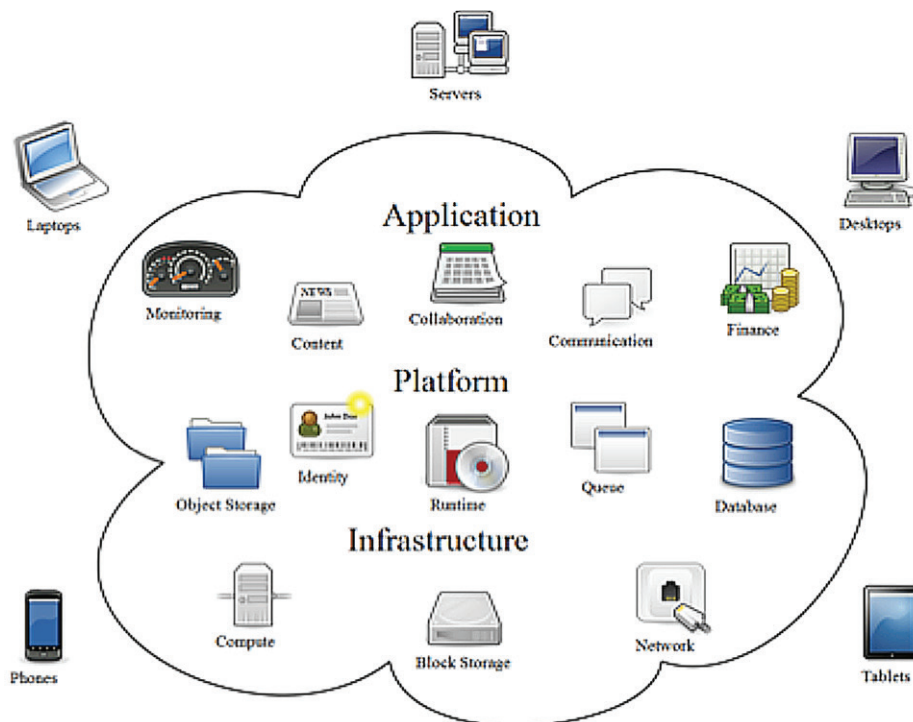 Servers
Laptops
Desktops
Application
Monitoring
NEWS
Content
Collaboration
Communication
Finance
Platform
Object Storage
John Doe
Identity
Runtime
Queue
Database
Infrastructure
Compute
Block Storage
Network
Phones
Tablets